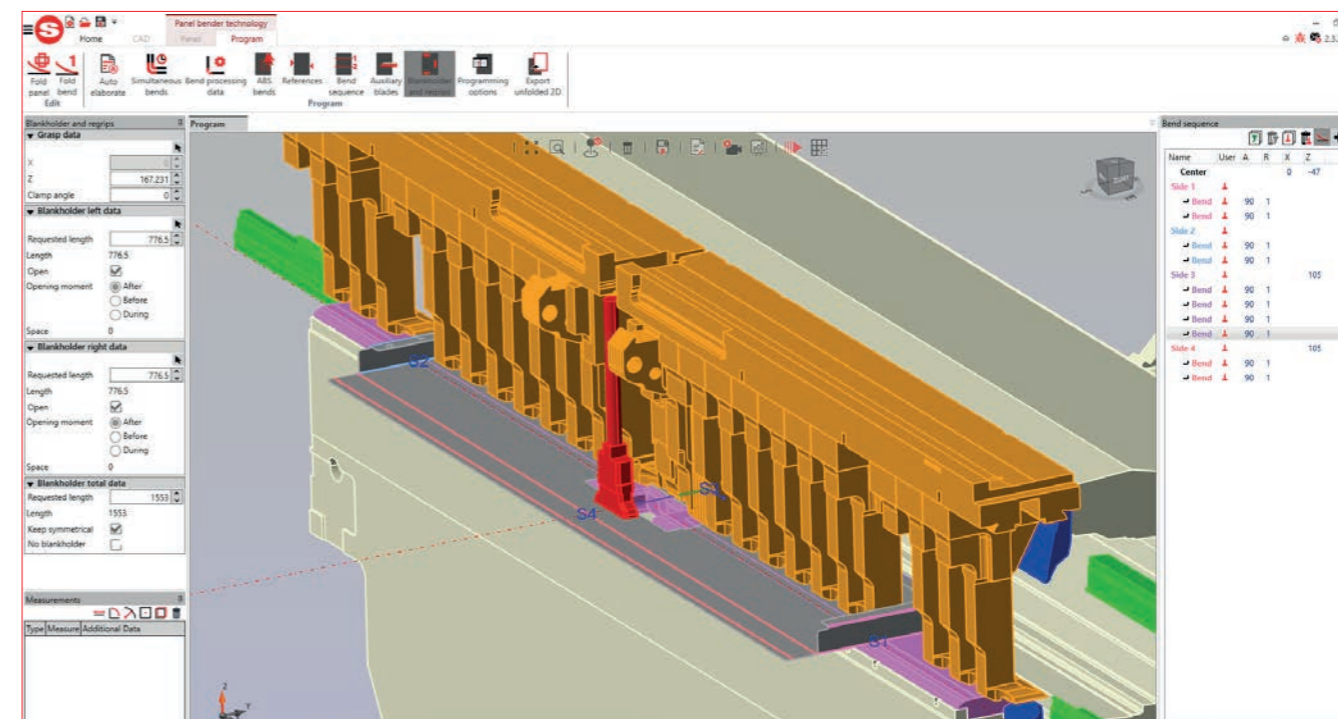 S
Panel bender technology
Home CAD Panel Program
2.5.
Fold panel
Fold bend
Auto elaborate
Simultaneous bends
Bend processing data
ABS bends
References
Bend sequence
Auxiliary blades
Blankholder and regrips
Programming options
Export unfolded 2D
Edit
Program
Blankholder and regrips
Grasp data
X 0
Z 167.231
Clamp angle 0
Blankholder left data
Requested length 776.5
Length 776.5
Open
Opening moment After
Before
During
Space 0
Blankholder right data
Requested length 776.5
Length 776.5
Open
Opening moment After
Before
During
Space 0
Blankholder total data
Requested length 1553
Length 1553
Keep symmetrical
No blankholder
Measurements
Type Measure Additional Data
Program
S2
S3
S4
S1
Z
Y
Bend sequence
Name User A R X Z
Center 0 -47
Side 1
Bend 90 1
Bend 90 1
Side 2
Bend 90 1
Bend 90 1
Side 3 105
Bend 90 1
Bend 90 1
Bend 90 1
Bend 90 1
Side 4 105
Bend 90 1
Bend 90 1